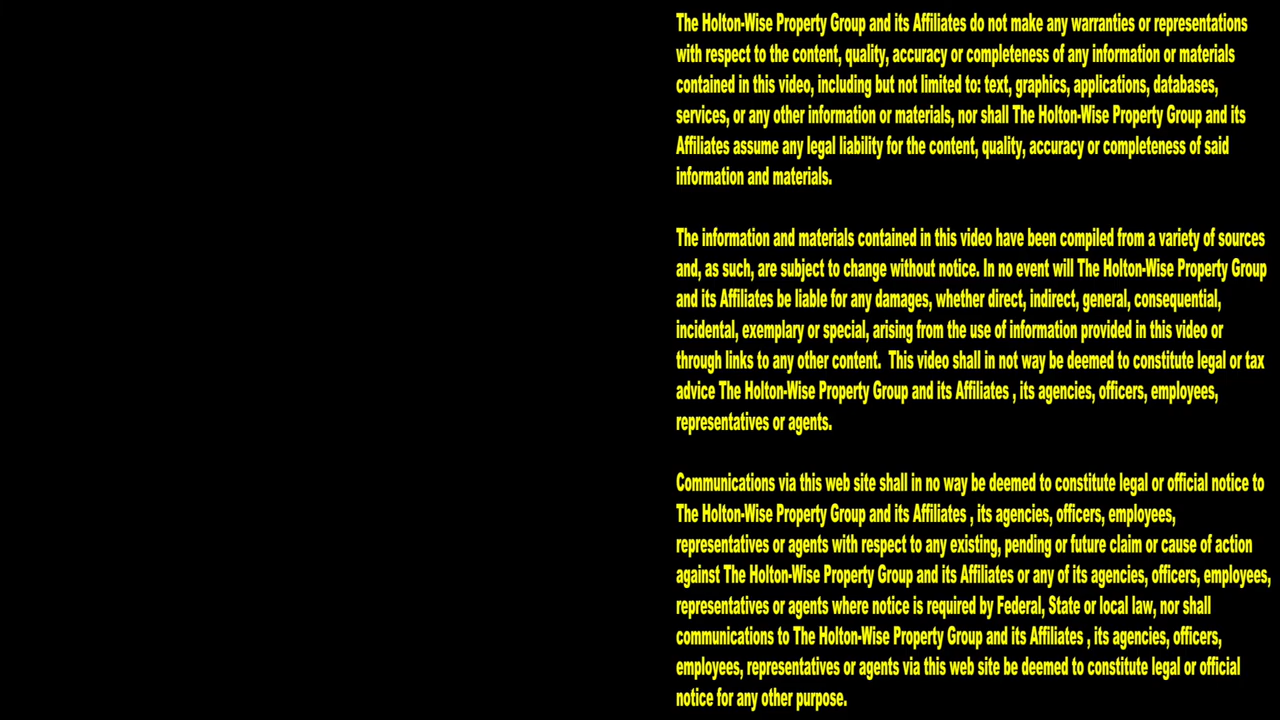 The Holton-Wise Property Group and its Affiliates do not make any warranties or representations
with respect to the content, quality, accuracy or completeness of any information or materials
contained in this video, including but not limited to: text, graphics, applications, databases,
services, or any other information or materials, nor shall The Holton-Wise Property Group and its
Affiliates assume any legal liability for the content, quality, accuracy or completeness of said
information and materials.
The information and materials contained in this video have been compiled from a variety of sources
and, as such, are subject to change without notice. In no event will The Holton-Wise Property Group
and its Affiliates be liable for any damages, whether direct, indirect, general, consequential,
incidental, exemplary or special, arising from the use of information provided in this video or
through links to any other content.  This video shall in not way be deemed to constitute legal or tax
advice The Holton-Wise Property Group and its Affiliates , its agencies, officers, employees,
representatives or agents.
Communications via this web site shall in no way be deemed to constitute legal or official notice to
The Holton-Wise Property Group and its Affiliates , its agencies, officers, employees,
representatives or agents with respect to any existing, pending or future claim or cause of action
against The Holton-Wise Property Group and its Affiliates or any of its agencies, officers, employees,
representatives or agents where notice is required by Federal, State or local law, nor shall
communications to The Holton-Wise Property Group and its Affiliates , its agencies, officers,
employees, representatives or agents via this web site be deemed to constitute legal or official
notice for any other purpose.